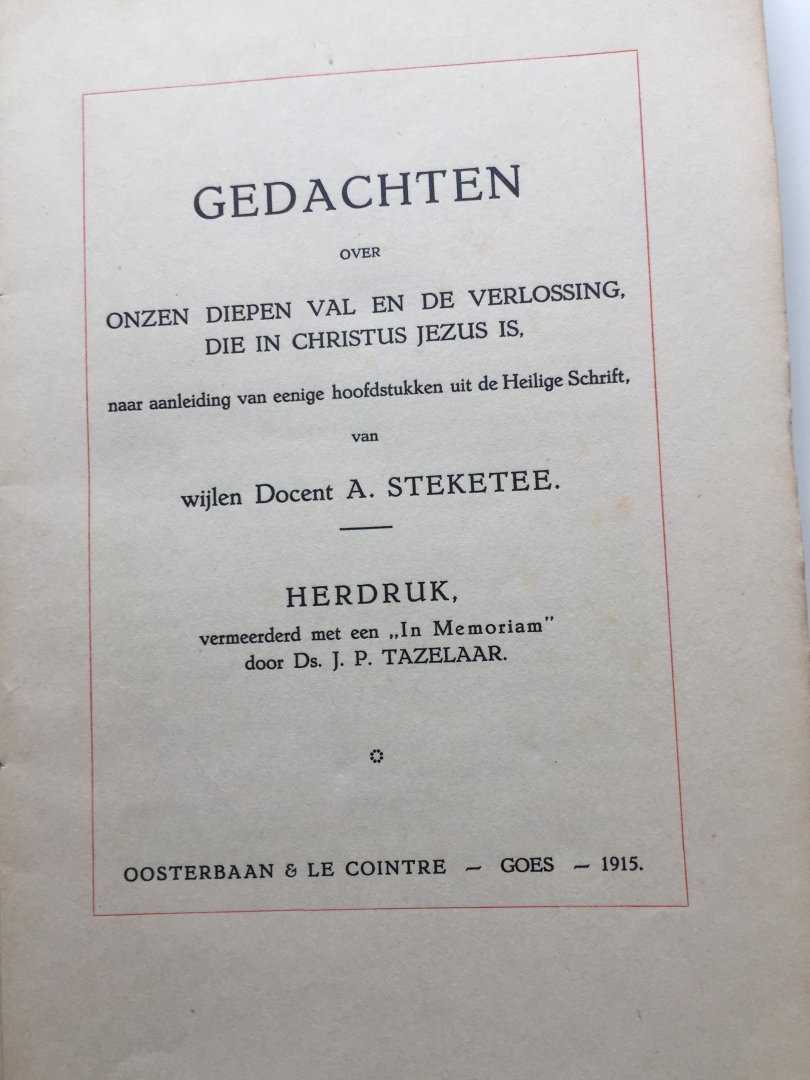 GEDACHTEN
OVER
ONZEN DIEPEN VAL EN DE VERLOSSING,
DIE IN CHRISTUS JEZUS IS,
naar aanleiding van eenige hoofdstukken uit de Heilige Schrift,
van
wijlen Docent A. STEKETEE.
HERDRUK,
vermeerderd met een „In Memoriam”
door Ds. J. P. TAZELAAR.
OOSTERBAAN & LE COINTRE — GOES — 1915.